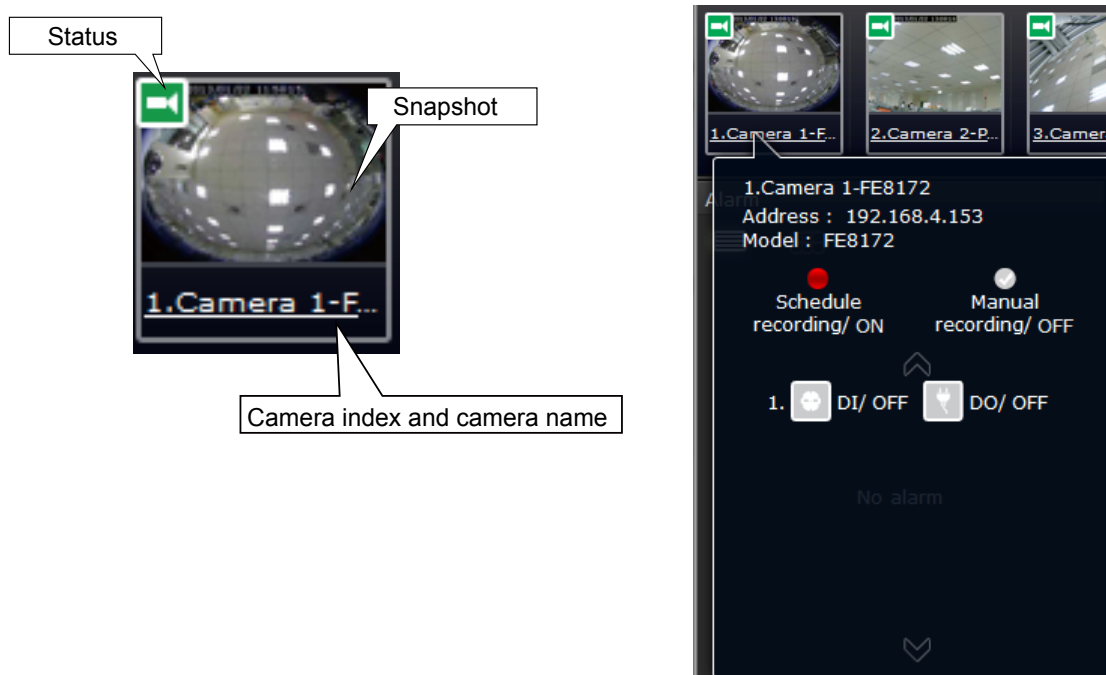 Status
Snapshot
1.Camera 1-F...
Camera index and camera name
1.Camera 1-F...
2.Camera 2-P...
3.Camer
Alarm
1.Camera 1-FE8172
Address : 192.168.4.153
Model : FE8172
Schedule
recording/ ON
Manual
recording/ OFF
1. DI/ OFF DO/ OFF
No alarm